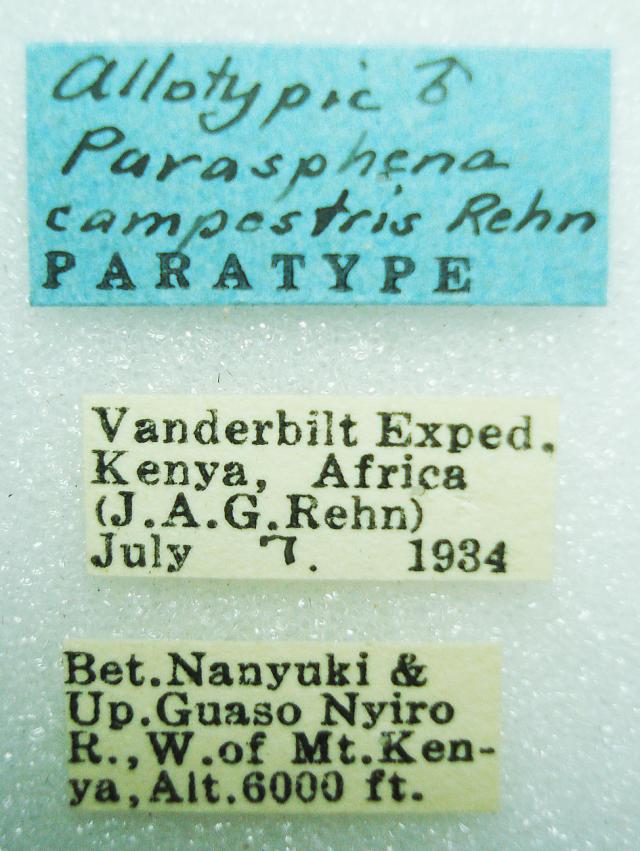 Allotypic ♂
Parasphena
campestris Rehn
PARATYPE
Vanderbilt Exped.
Kenya, Africa
(J.A.G.Rehn)
July 7. 1934
Bet.Nanyuki &
Up.Guaso Nyiro
R.,W.of Mt.Ken-
ya,Alt.6000 ft.